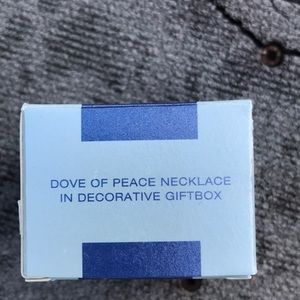 DOVE OF PEACE NECKLACE
IN DECORATIVE GIFTBOX